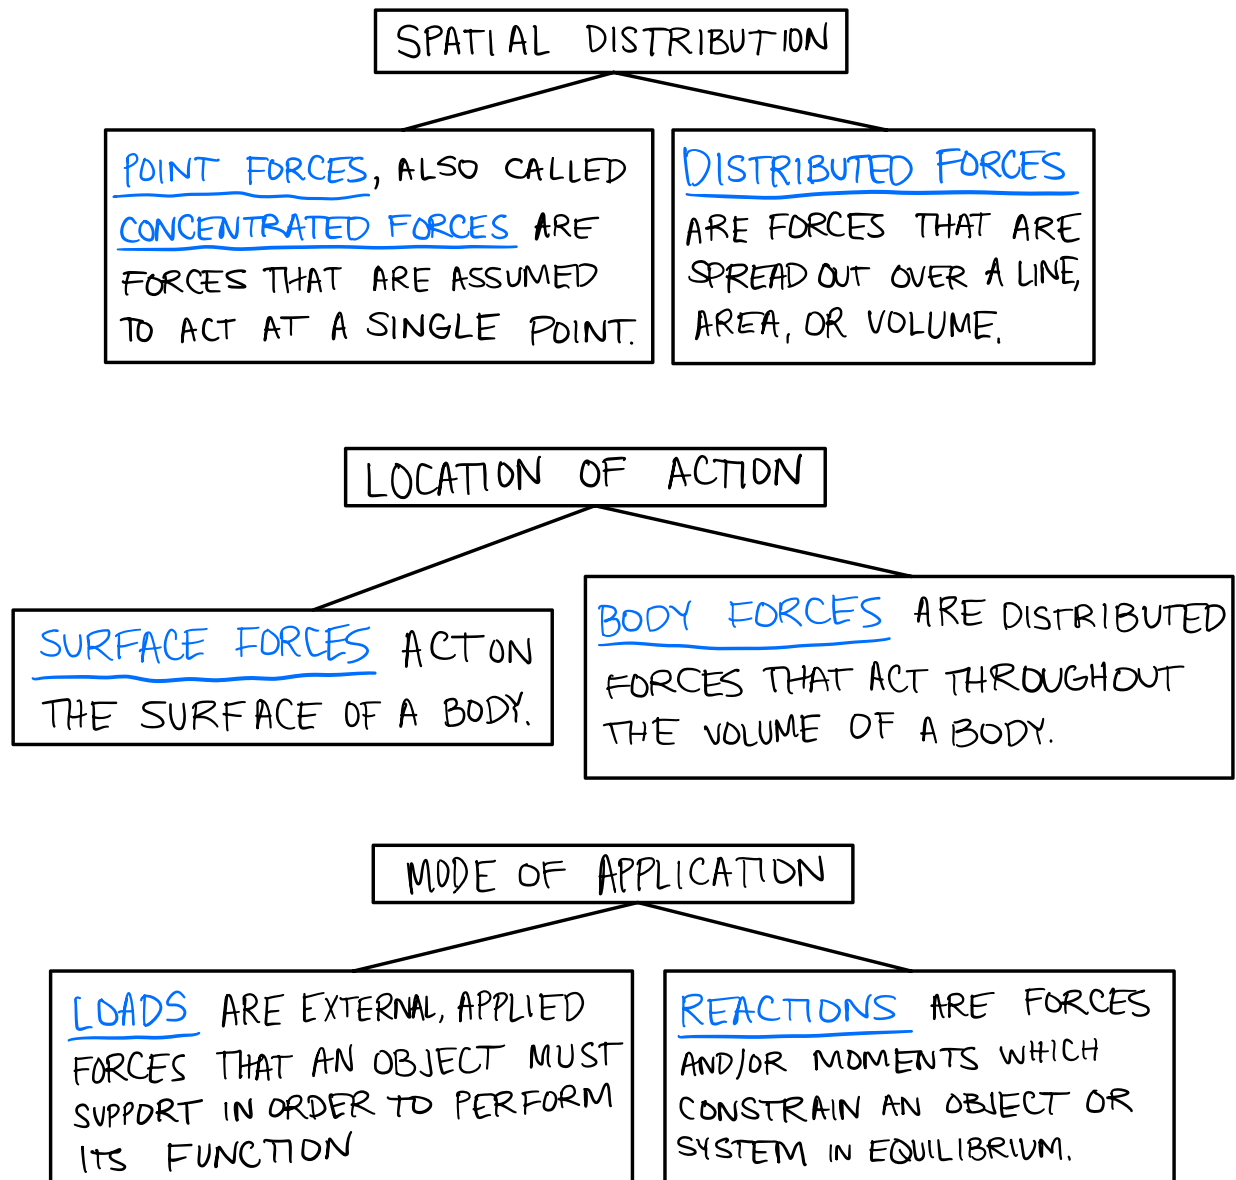 SPATIAL DISTRIBUTION
POINT FORCES, ALSO CALLED
CONCENTRATED FORCES ARE
FORCES THAT ARE ASSUMED
TO ACT AT A SINGLE POINT.
DISTRIBUTED FORCES
ARE FORCES THAT ARE
SPREAD OUT OVER A LINE,
AREA, OR VOLUME.
LOCATION OF ACTION
SURFACE FORCES ACT ON
THE SURFACE OF A BODY.
BODY FORCES ARE DISTRIBUTED
FORCES THAT ACT THROUGHOUT
THE VOLUME OF A BODY.
MODE OF APPLICATION
LOADS ARE EXTERNAL, APPLIED
FORCES THAT AN OBJECT MUST
SUPPORT IN ORDER TO PERFORM
ITS FUNCTION
REACTIONS ARE FORCES
AND/OR MOMENTS WHICH
CONSTRAIN AN OBJECT OR
SYSTEM IN EQUILIBRIUM.